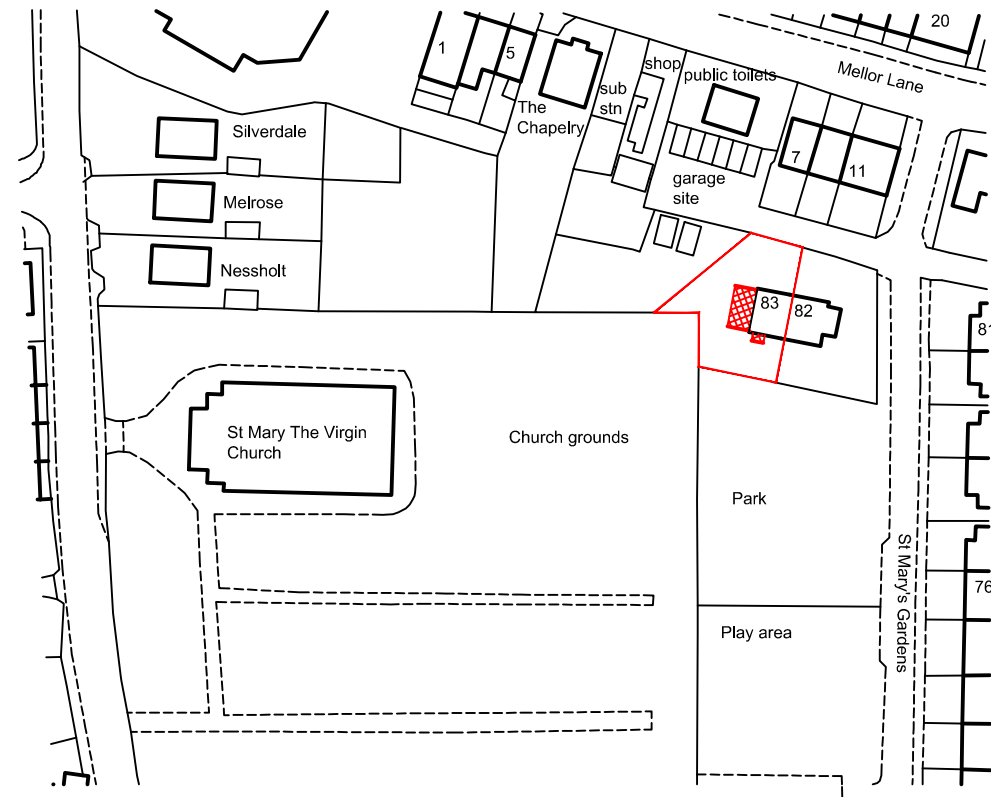 20
1
5
shop
public toilets
Mellor Lane
sub
stn
The
Chapelry
Silverdale
7
11
garage
site
Melrose
Nessholt
83
82
81
St Mary The Virgin
Church
Church grounds
Park
St Mary's Gardens
76
Play area